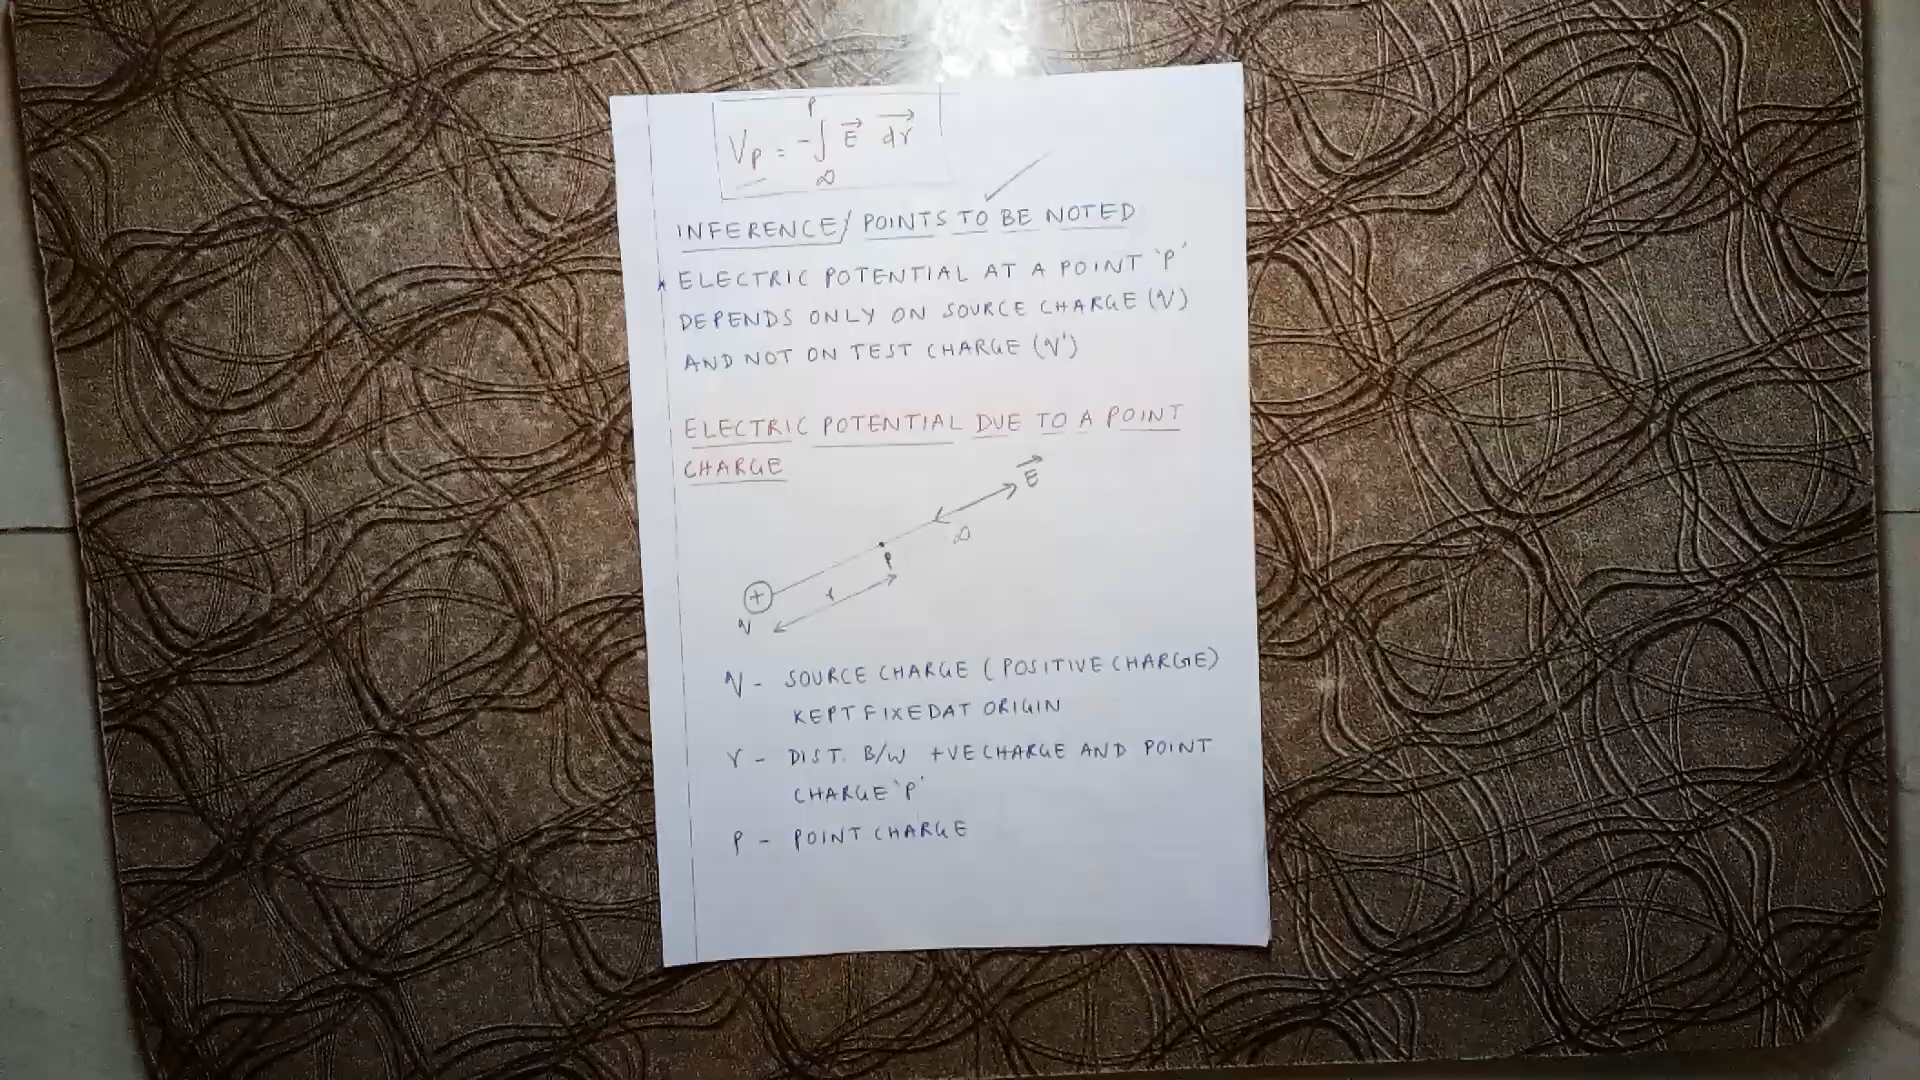 P
Vp = -∫ E⃗ dr⃗
∞
INFERENCE/ POINTS TO BE NOTED
* ELECTRIC POTENTIAL AT A POINT 'P'
DEPENDS ONLY ON SOURCE CHARGE (q)
AND NOT ON TEST CHARGE (q')
ELECTRIC POTENTIAL DUE TO A POINT
CHARGE
E⃗
∞
P
r
+
q
q - SOURCE CHARGE (POSITIVE CHARGE)
KEPT FIXED AT ORIGIN
r - DIST. B/W +VE CHARGE AND POINT
CHARGE 'P'
P - POINT CHARGE